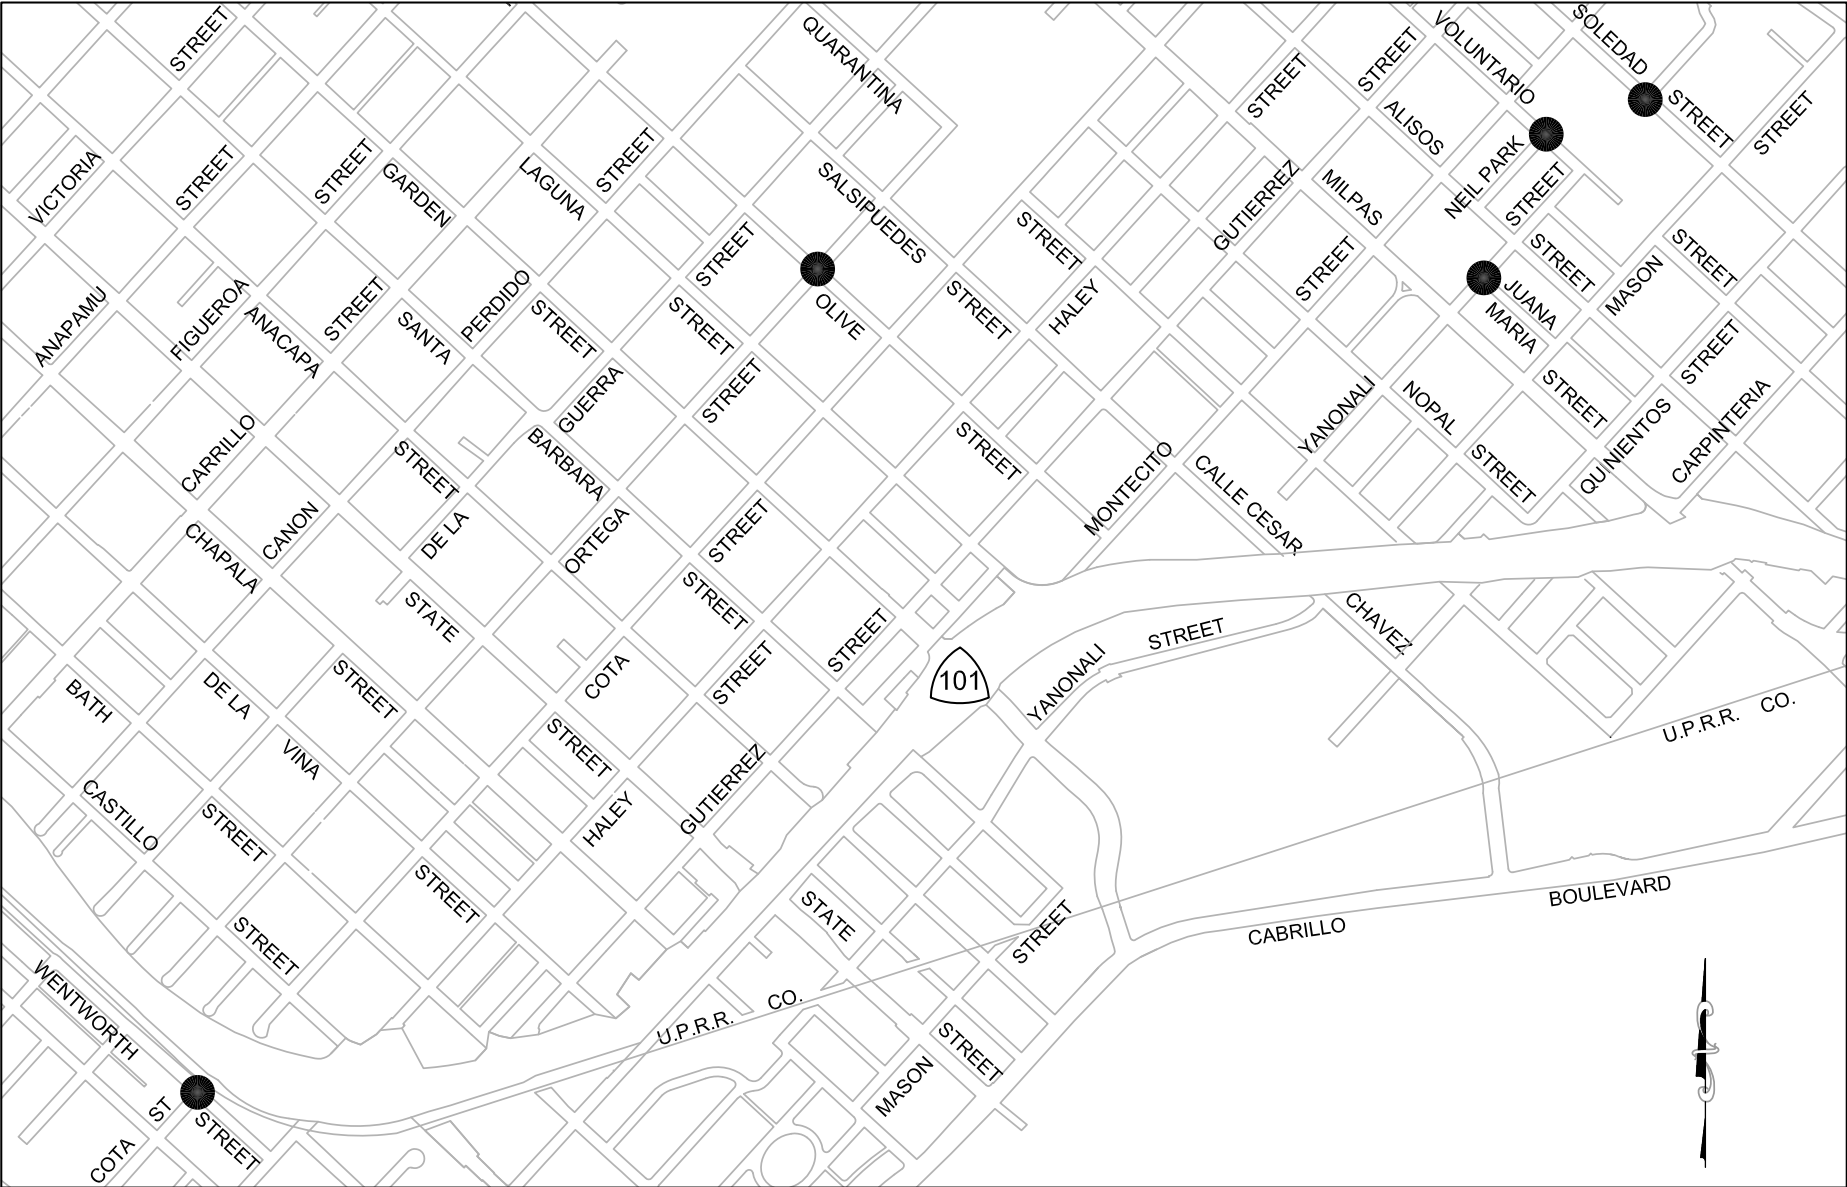 STREET
QUARANTINA
STREET
STREET
VOLUNTARIO
SOLEDAD
STREET
STREET
ALISOS
NEIL PARK
STREET
VICTORIA
STREET
STREET
GARDEN
LAGUNA
STREET
SALSIPUEDES
STREET
GUTIERREZ
MILPAS
STREET
STREET
MASON
STREET
ANAPAMU
FIGUEROA
ANACAPA
STREET
SANTA
PERDIDO
STREET
STREET
STREET
OLIVE
STREET
HALEY
STREET
JUANA
MARIA
STREET
STREET
GUERRA
STREET
YANONALI
NOPAL
STREET
QUINIENTOS
CARPINTERIA
CARRILLO
CANON
STREET
DE LA
BARBARA
ORTEGA
STREET
STREET
MONTECITO
CALLE CESAR
CHAPALA
STATE
STREET
STREET
STREET
COTA
CHAVEZ
STREET
YANONALI
101
BATH
DE LA
VINA
STREET
STREET
HALEY
GUTIERREZ
U.P.R.R. CO.
CASTILLO
STREET
STREET
STREET
STATE
STREET
CABRILLO
BOULEVARD
WENTWORTH
STREET
ST
COTA
U.P.R.R. CO.
MASON
STREET